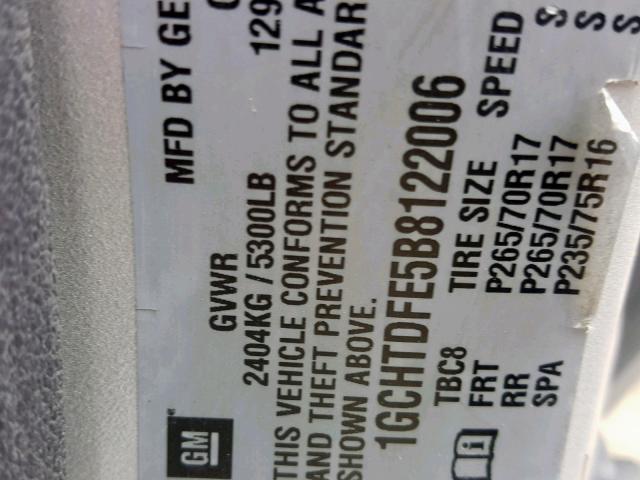 MFD BY GE
129
GVWR
2404KG / 5300LB
THIS VEHICLE CONFORMS TO ALL A
AND THEFT PREVENTION STANDAR
SHOWN ABOVE.
1GCHTDFE5B8122006
TBC8 TIRE SIZE SPEED
FRT P265/70R17 S
RR P265/70R17 S
SPA P235/75R16 S
GM
i